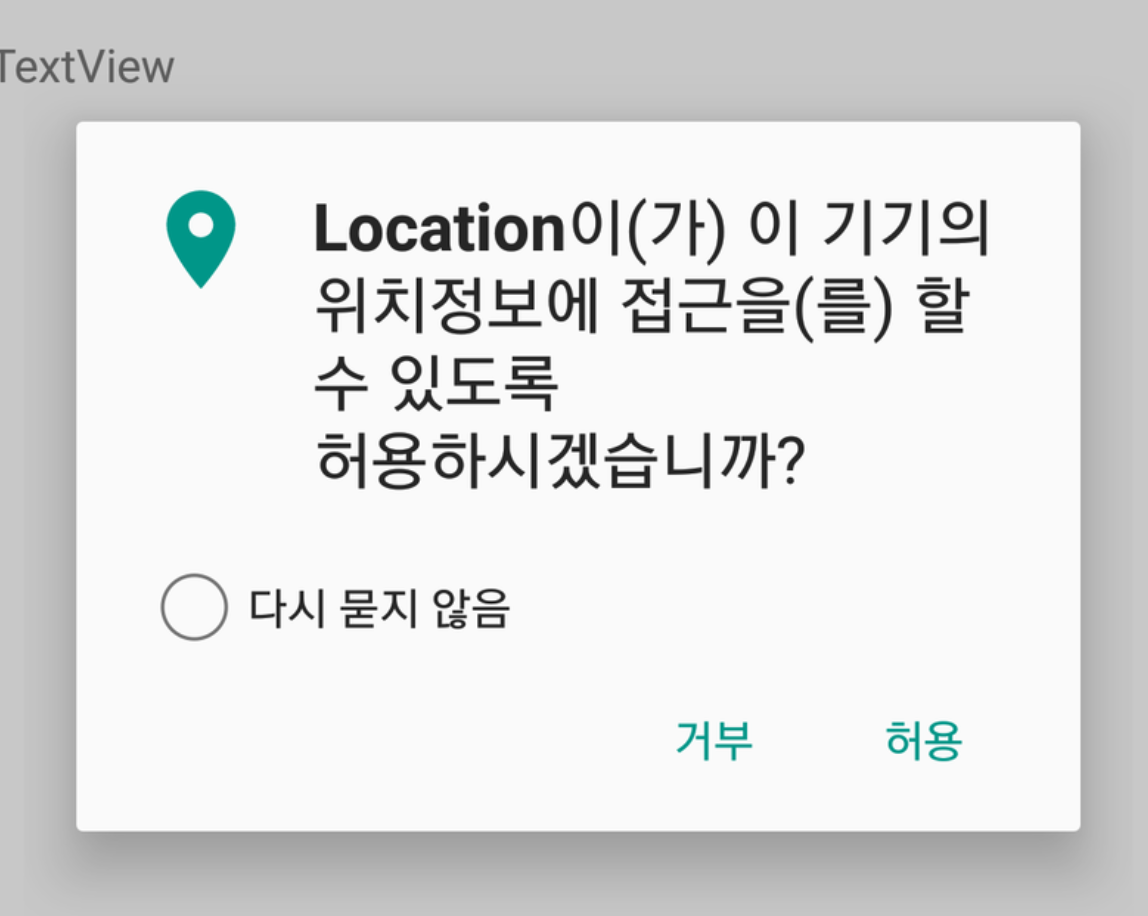 TextView
Location이(가) 이 기기의
위치정보에 접근을(를) 할
수 있도록
허용하시겠습니까?
다시 묻지 않음
거부 허용